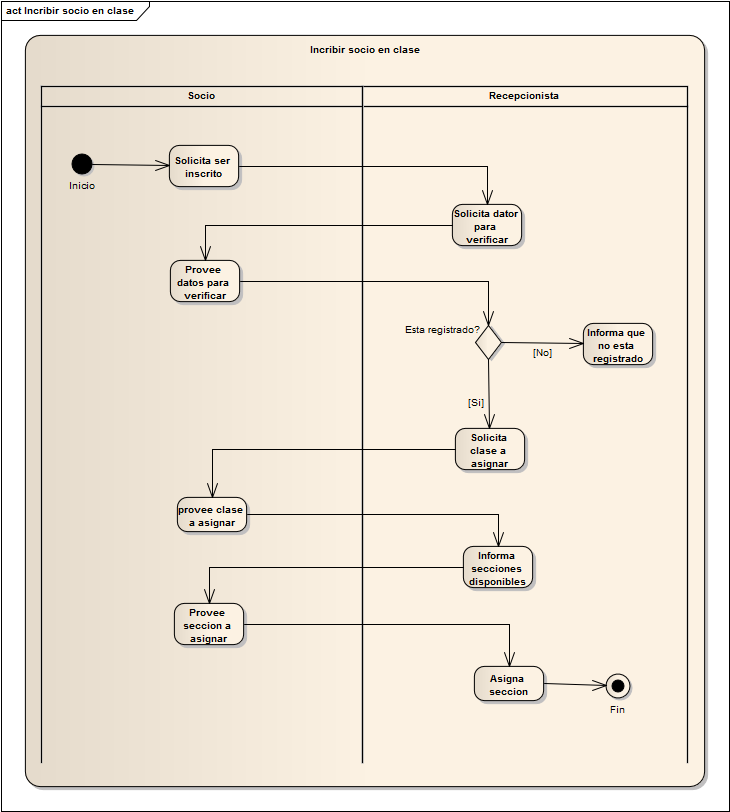 act Incribir socio en clase
Incribir socio en clase
Socio
Recepcionista
Inicio
Solicita ser
inscrito
Solicita dator
para
verificar
Provee
datos para
verificar
Esta registrado?
[No]
Informa que
no esta
registrado
[Si]
Solicita
clase a
asignar
provee clase
a asignar
Informa
secciones
disponibles
Provee
seccion a
asignar
Asigna
seccion
Fin